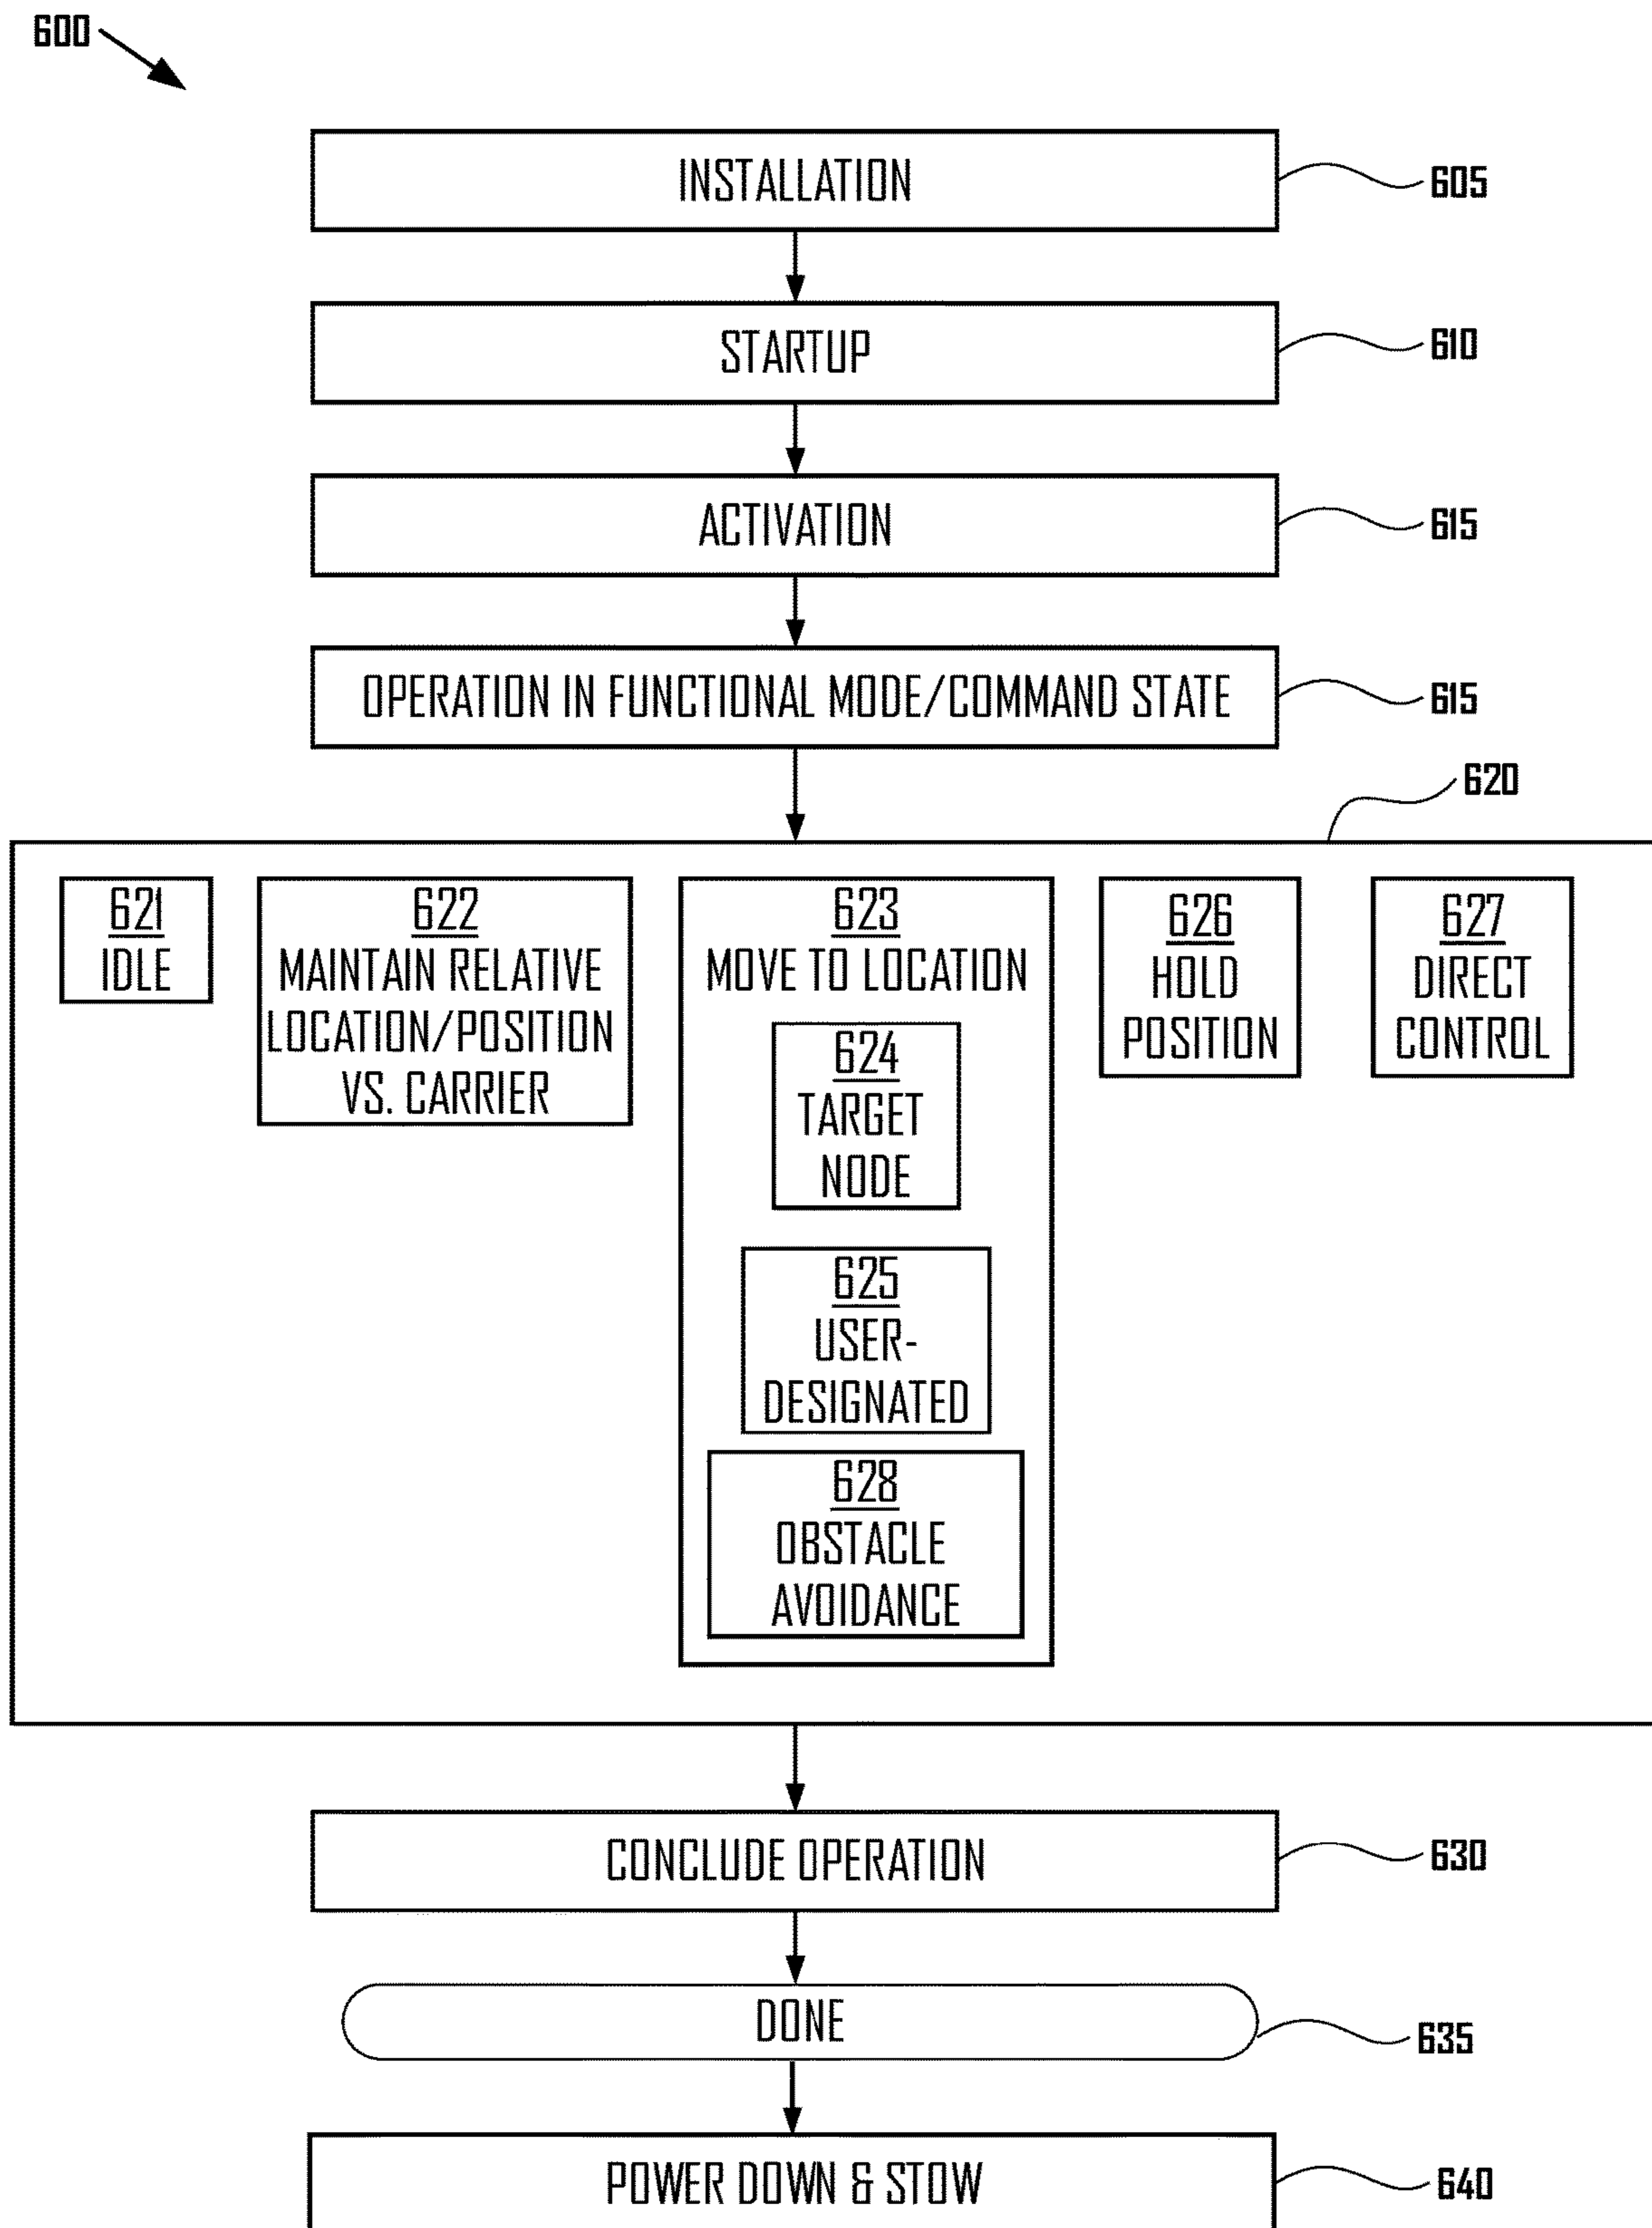 600
INSTALLATION
605
STARTUP
610
ACTIVATION
615
OPERATION IN FUNCTIONAL MODE/COMMAND STATE
615
620
621
IDLE
622
MAINTAIN RELATIVE
LOCATION/POSITION
VS. CARRIER
623
MOVE TO LOCATION
624
TARGET
NODE
625
USER-
DESIGNATED
628
OBSTACLE
AVOIDANCE
626
HOLD
POSITION
627
DIRECT
CONTROL
CONCLUDE OPERATION
630
DONE
635
POWER DOWN & STOW
640